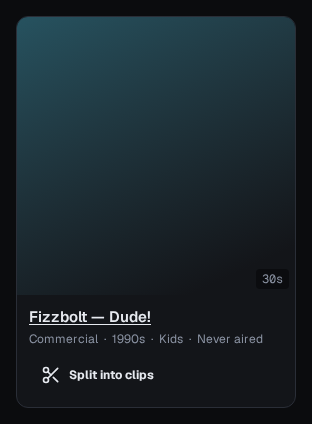 30s
Fizzbolt — Dude!
Commercial · 1990s · Kids · Never aired
Split into clips